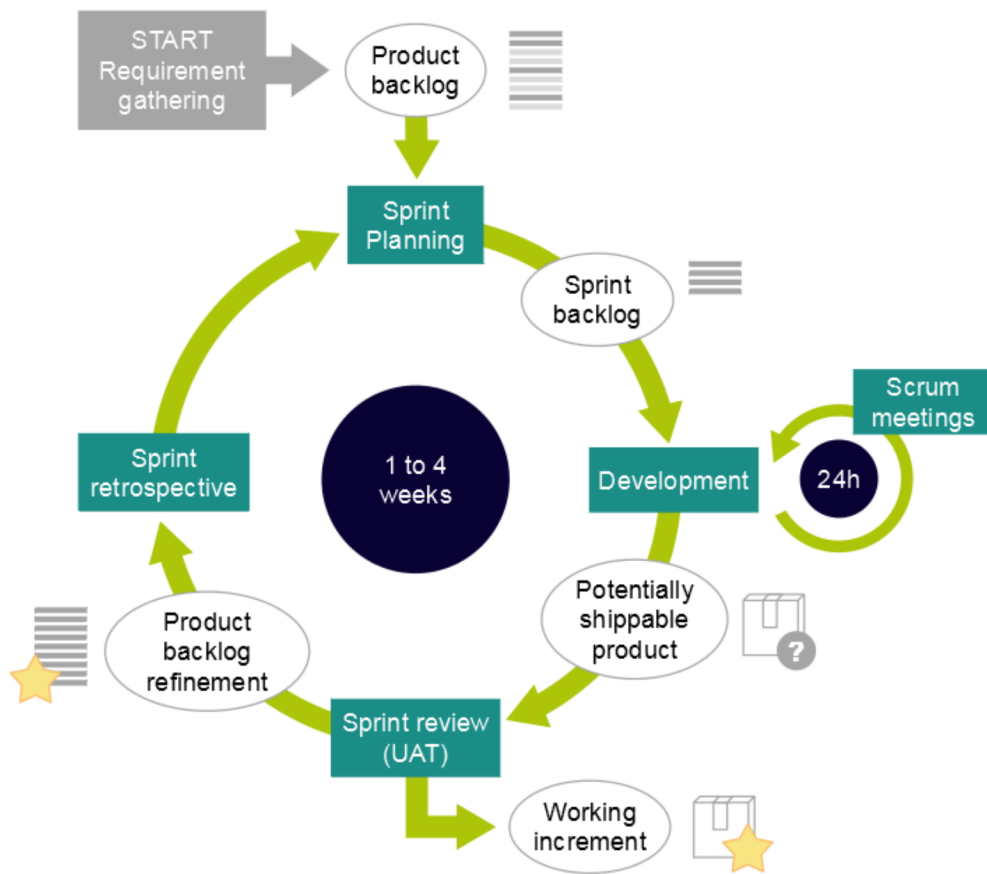 START
Requirement
gathering
Product
backlog
Sprint
Planning
Sprint
backlog
Scrum
meetings
Sprint
retrospective
1 to 4
weeks
Development
24h
Potentially
shippable
product
?
Product
backlog
refinement
Sprint review
(UAT)
Working
increment